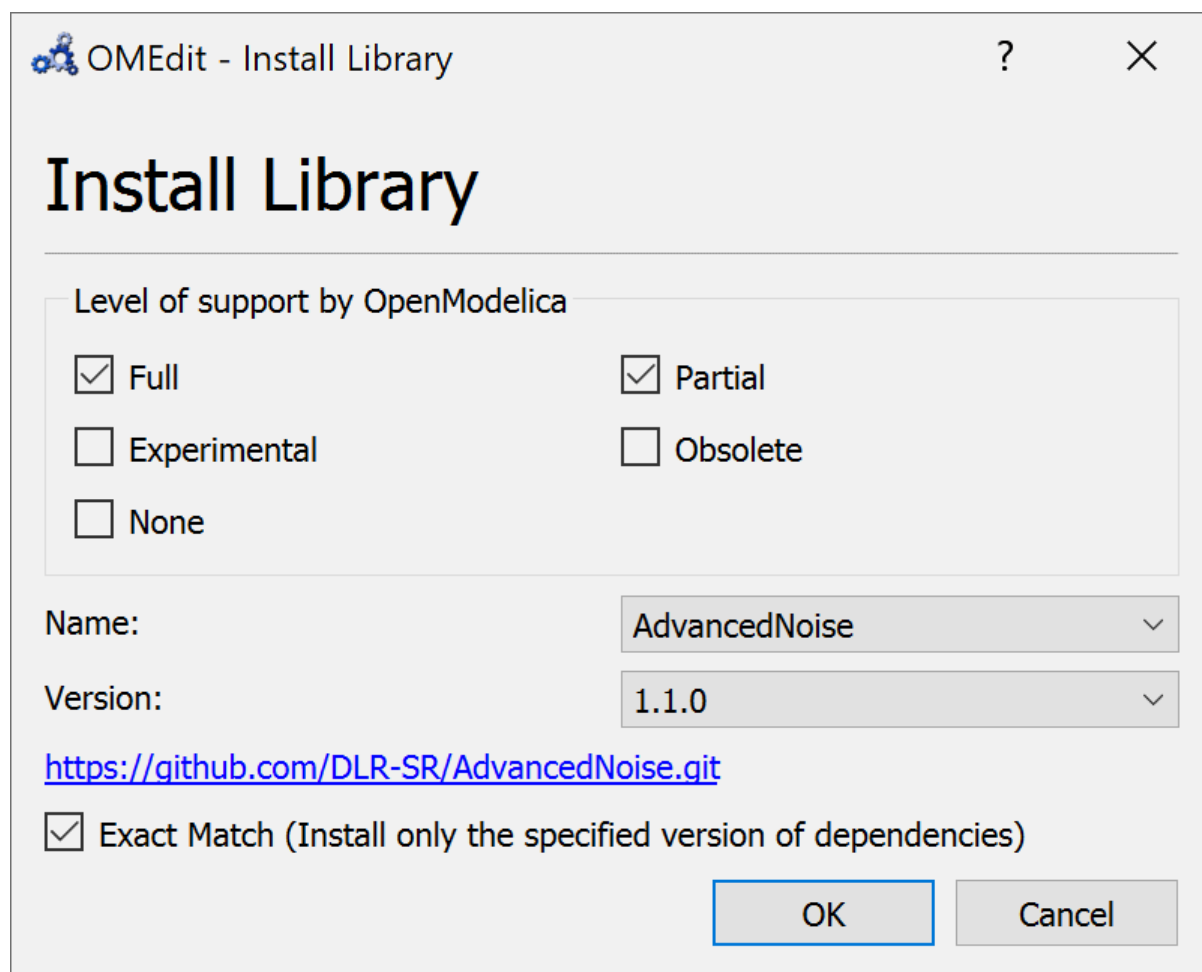 OMEdit - Install Library ?
Install Library
Level of support by OpenModelica
Full Partial
Experimental Obsolete
None
Name: AdvancedNoise
Version: 1.1.0
https://github.com/DLR-SR/AdvancedNoise.git
Exact Match (Install only the specified version of dependencies)
OK Cancel